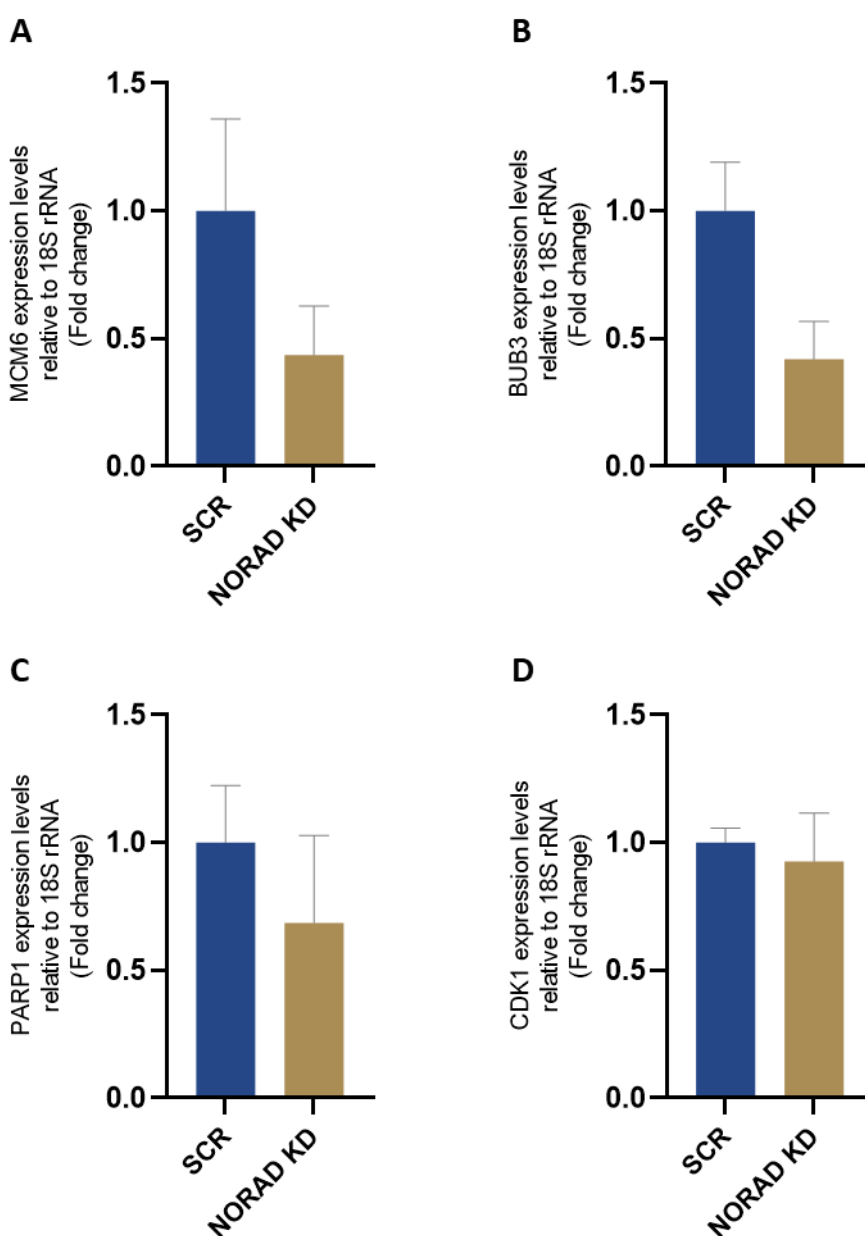 A
MCM6 expression levels
relative to 18S rRNA
(Fold change)
1.5
1.0
0.5
0.0
SCR
NORAD KD
B
BUB3 expression levels
relative to 18S rRNA
(Fold change)
1.5
1.0
0.5
0.0
SCR
NORAD KD
C
PARP1 expression levels
relative to 18S rRNA
(Fold change)
1.5
1.0
0.5
0.0
SCR
NORAD KD
D
CDK1 expression levels
relative to 18S rRNA
(Fold change)
1.5
1.0
0.5
0.0
SCR
NORAD KD